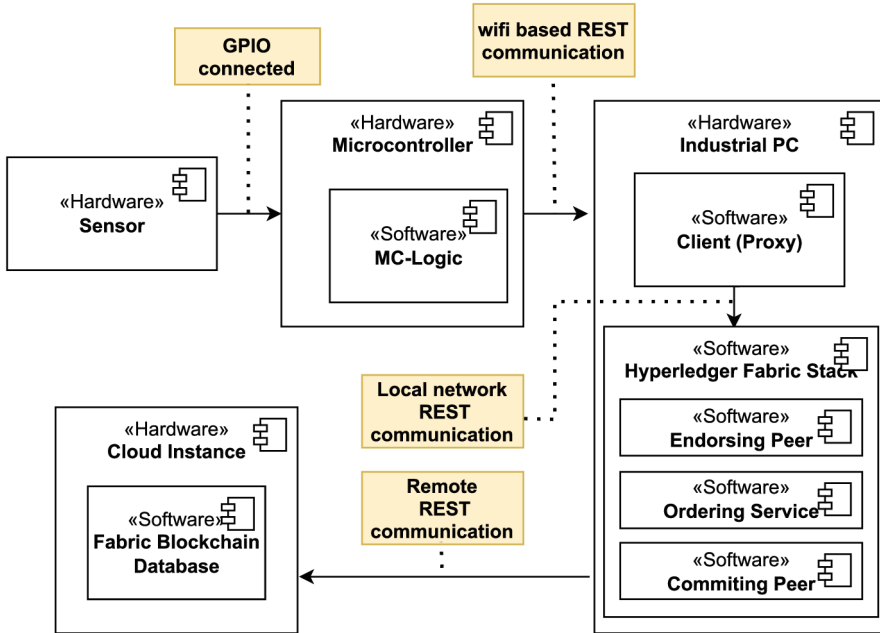 GPIO
connected
wifi based REST
communication
«Hardware»
Sensor
«Hardware»
Microcontroller
«Software»
MC-Logic
«Hardware»
Industrial PC
«Software»
Client (Proxy)
«Software»
Hyperledger Fabric Stack
«Software»
Endorsing Peer
«Software»
Ordering Service
«Software»
Commiting Peer
Local network
REST
communication
Remote
REST
communication
«Hardware»
Cloud Instance
«Software»
Fabric Blockchain
Database